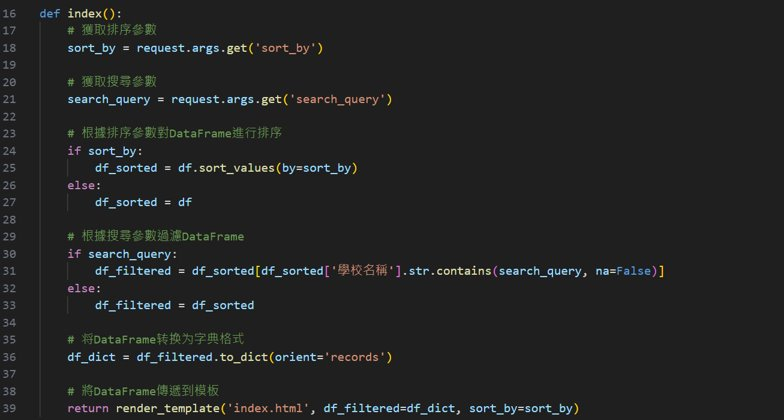 16 def index():
17     # 獲取排序參數
18     sort_by = request.args.get('sort_by')
19
20     # 獲取搜尋參數
21     search_query = request.args.get('search_query')
22
23     # 根據排序參數對DataFrame進行排序
24     if sort_by:
25         df_sorted = df.sort_values(by=sort_by)
26     else:
27         df_sorted = df
28
29     # 根據搜尋參數過濾DataFrame
30     if search_query:
31         df_filtered = df_sorted[df_sorted['學校名稱'].str.contains(search_query, na=False)]
32     else:
33         df_filtered = df_sorted
34
35     # 将DataFrame转换为字典格式
36     df_dict = df_filtered.to_dict(orient='records')
37
38     # 將DataFrame傳遞到模板
39     return render_template('index.html', df_filtered=df_dict, sort_by=sort_by)